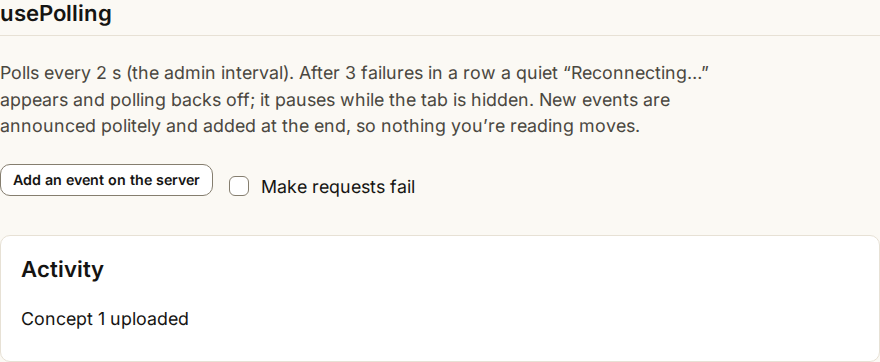 usePolling
Polls every 2 s (the admin interval). After 3 failures in a row a quiet “Reconnecting…”
appears and polling backs off; it pauses while the tab is hidden. New events are
announced politely and added at the end, so nothing you’re reading moves.
Add an event on the server
Make requests fail
Activity
Concept 1 uploaded